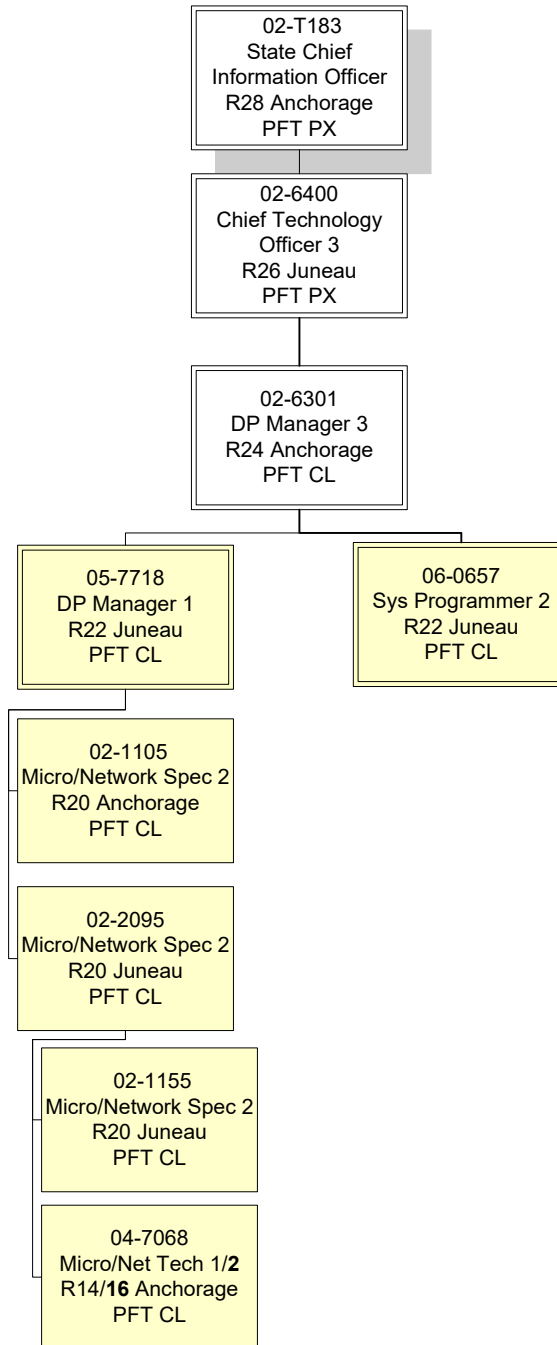 02-T183
State Chief
Information Officer
R28 Anchorage
PFT PX
02-6400
Chief Technology
Officer 3
R26 Juneau
PFT PX
02-6301
DP Manager 3
R24 Anchorage
PFT CL
05-7718
DP Manager 1
R22 Juneau
PFT CL
06-0657
Sys Programmer 2
R22 Juneau
PFT CL
02-1105
Micro/Network Spec 2
R20 Anchorage
PFT CL
02-2095
Micro/Network Spec 2
R20 Juneau
PFT CL
02-1155
Micro/Network Spec 2
R20 Juneau
PFT CL
04-7068
Micro/Net Tech 1/2
R14/16 Anchorage
PFT CL